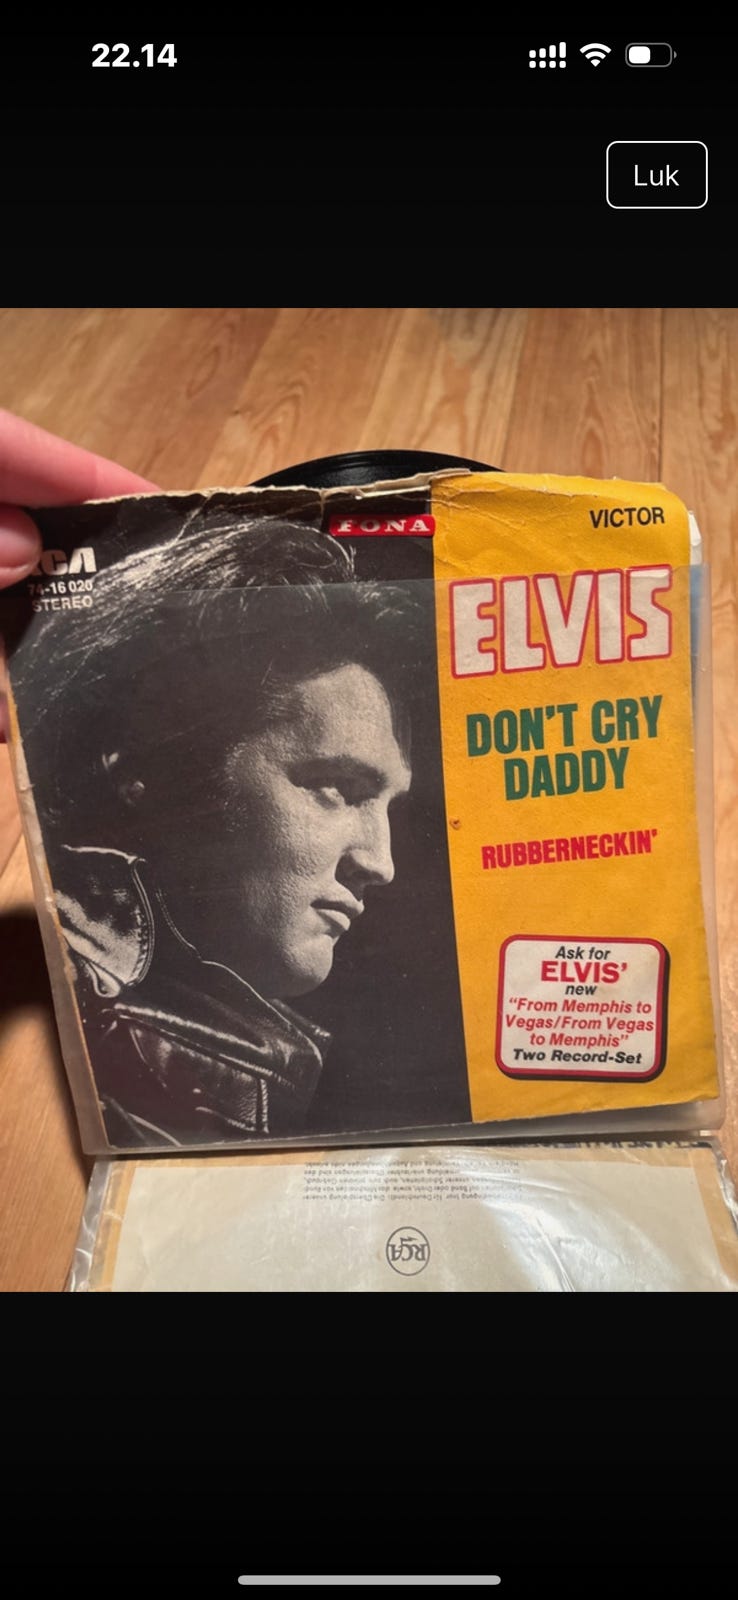 22.14
Luk
FONA
VICTOR
RCA
74-16 020
STEREO
ELVIS
DON'T CRY
DADDY
RUBBERNECKIN'
Ask for
ELVIS'
new
"From Memphis to
Vegas/From Vegas
to Memphis"
Two Record-Set
RCA